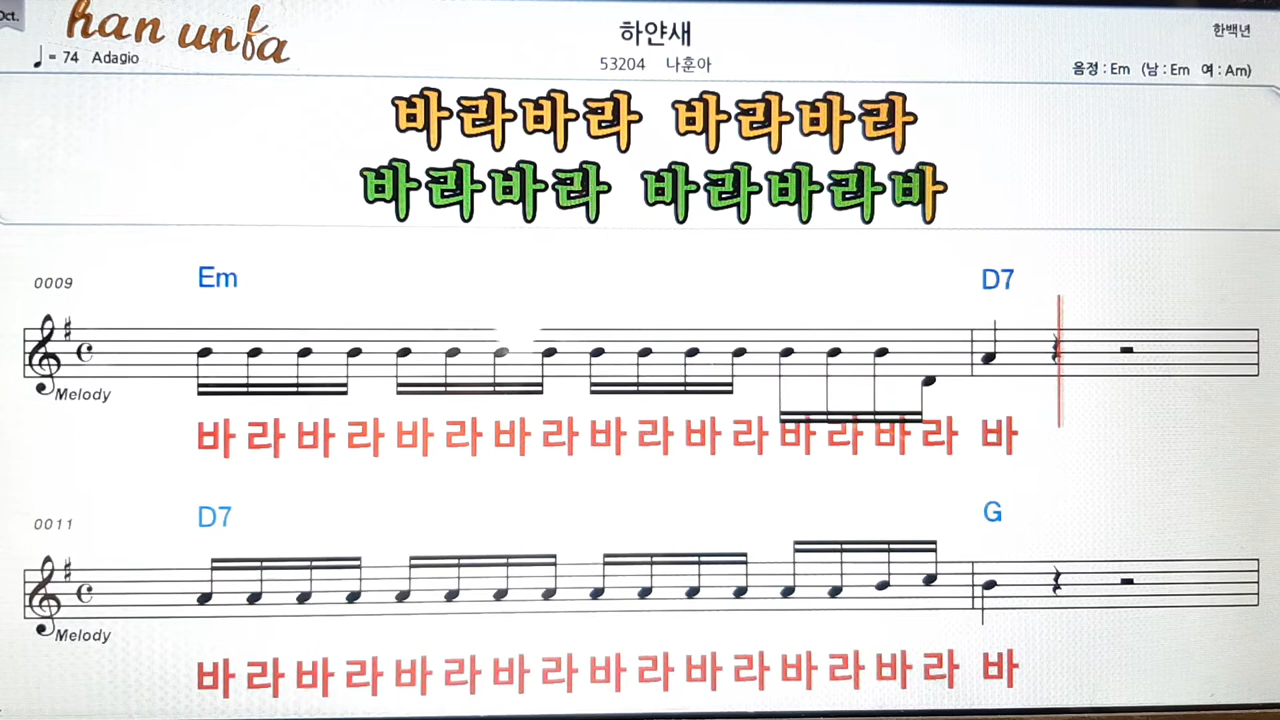 Oct.
han unfa
♩ = 74 Adagio
하얀새
53204 나훈아
한백년
음정 : Em (남 : Em 여 : Am)
바라바라 바라바라
바라바라 바라바라바
0009
Em
D7
Melody
바 라 바 라 바 라 바 라 바 라 바 라 바 라 바 라 바
0011
D7
G
Melody
바 라 바 라 바 라 바 라 바 라 바 라 바 라 바 라 바